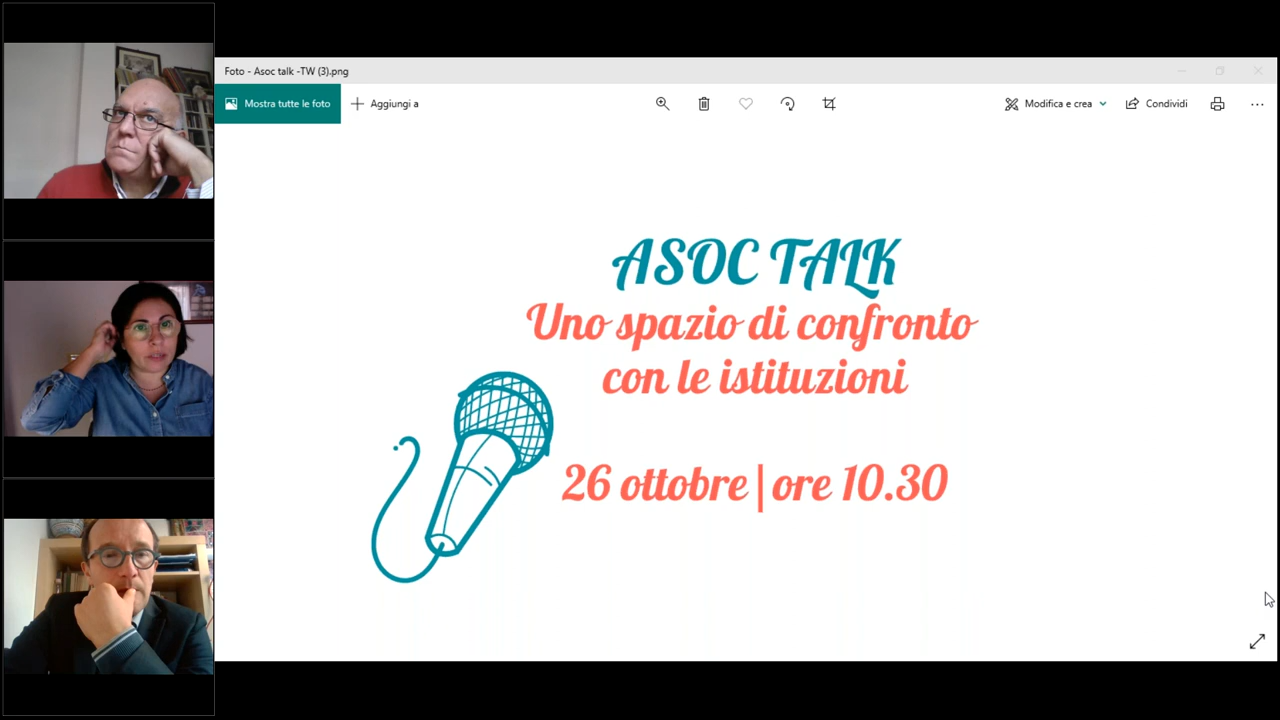 Foto - Asoc talk -TW (3).png
Mostra tutte le foto
Aggiungi a
Modifica e crea
Condividi
ASOC TALK
Uno spazio di confronto
con le istituzioni
26 ottobre | ore 10.30